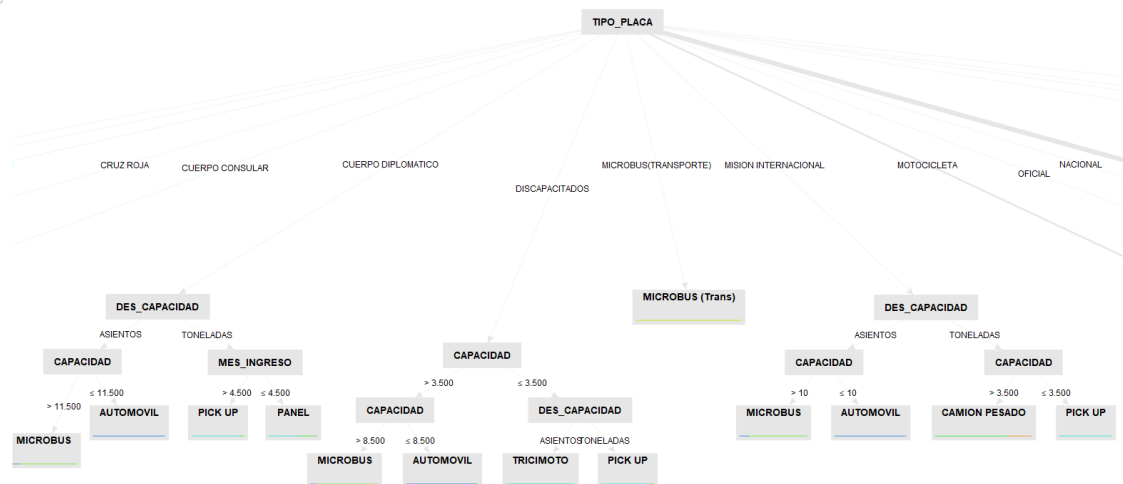 TIPO_PLACA
CRUZ ROJA
CUERPO CONSULAR
CUERPO DIPLOMATICO
DISCAPACITADOS
MICROBUS(TRANSPORTE)
MISION INTERNACIONAL
MOTOCICLETA
OFICIAL
NACIONAL
DES_CAPACIDAD
ASIENTOS
TONELADAS
CAPACIDAD
MES_INGRESO
> 11.500
≤ 11.500
> 4.500
≤ 4.500
MICROBUS
AUTOMOVIL
PICK UP
PANEL
CAPACIDAD
> 3.500
≤ 3.500
CAPACIDAD
DES_CAPACIDAD
> 8.500
≤ 8.500
ASIENTOS
TONELADAS
MICROBUS
AUTOMOVIL
TRICIMOTO
PICK UP
MICROBUS (Trans)
DES_CAPACIDAD
ASIENTOS
TONELADAS
CAPACIDAD
CAPACIDAD
> 10
≤ 10
> 3.500
≤ 3.500
MICROBUS
AUTOMOVIL
CAMION PESADO
PICK UP